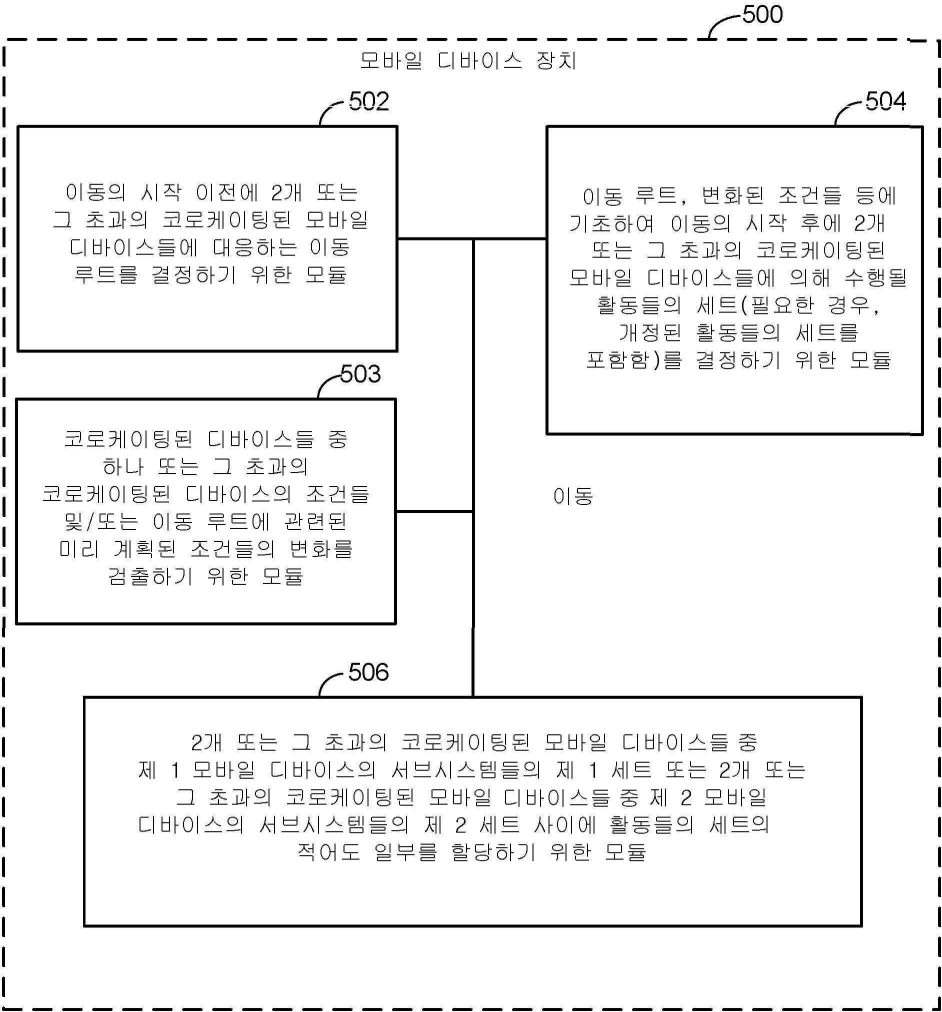 500
모바일 디바이스 장치
502
이동의 시작 이전에 2개 또는
그 초과의 코로케이팅된 모바일
디바이스들에 대응하는 이동
루트를 결정하기 위한 모듈
504
이동 루트, 변화된 조건들 등에
기초하여 이동의 시작 후에 2개
또는 그 초과의 코로케이팅된
모바일 디바이스들에 의해 수행될
활동들의 세트(필요한 경우,
개정된 활동들의 세트를
포함함)를 결정하기 위한 모듈
503
코로케이팅된 디바이스들 중
하나 또는 그 초과의
코로케이팅된 디바이스의 조건들
및/또는 이동 루트에 관련된
미리 계획된 조건들의 변화를
검출하기 위한 모듈
이동
506
2개 또는 그 초과의 코로케이팅된 모바일 디바이스들 중
제 1 모바일 디바이스의 서브시스템들의 제 1 세트 또는 2개 또는
그 초과의 코로케이팅된 모바일 디바이스들 중 제 2 모바일
디바이스의 서브시스템들의 제 2 세트 사이에 활동들의 세트의
적어도 일부를 할당하기 위한 모듈